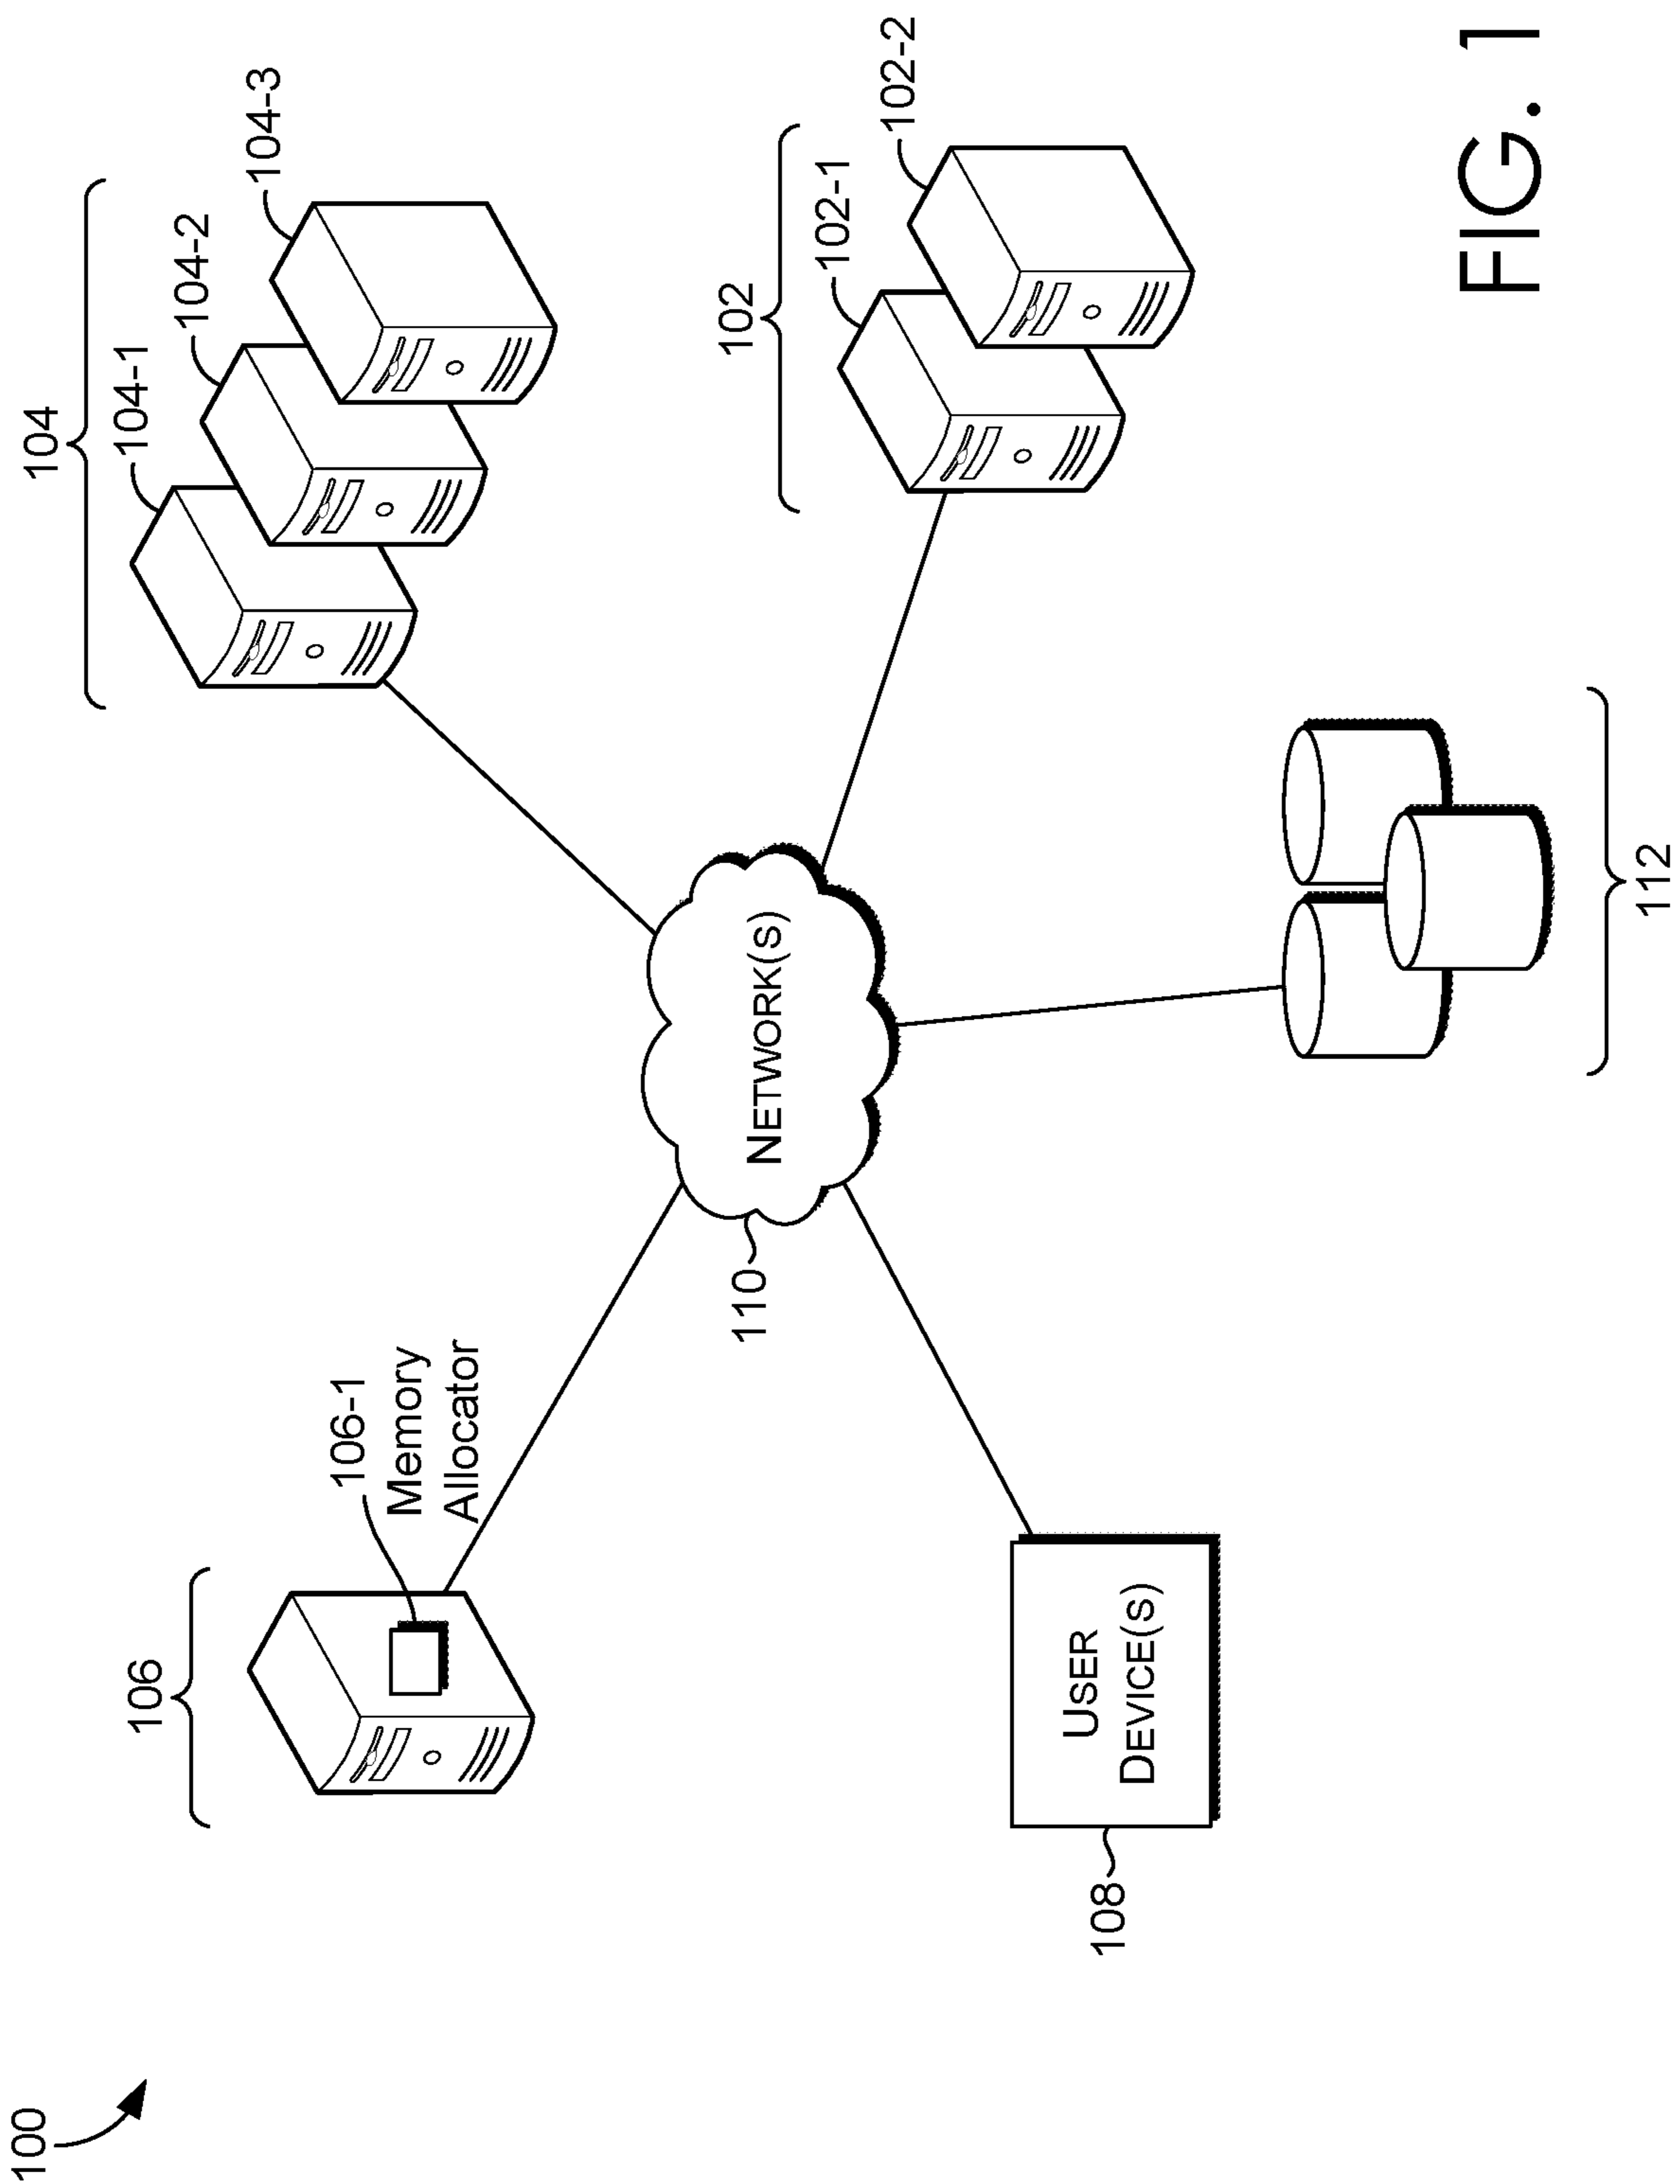 100
106
106-1
Memory
Allocator
104
104-1
104-2
104-3
110
NETWORK(S)
102
102-1
102-2
108
USER
DEVICE(S)
112
FIG. 1